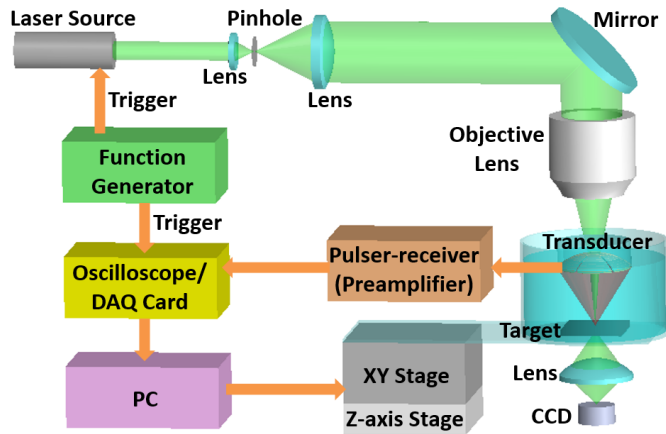 Laser Source
Pinhole
Mirror
Lens
Lens
Trigger
Objective
Lens
Function
Generator
Trigger
Transducer
Pulser-receiver
(Preamplifier)
Oscilloscope/
DAQ Card
Target
XY Stage
Lens
PC
Z-axis Stage
CCD